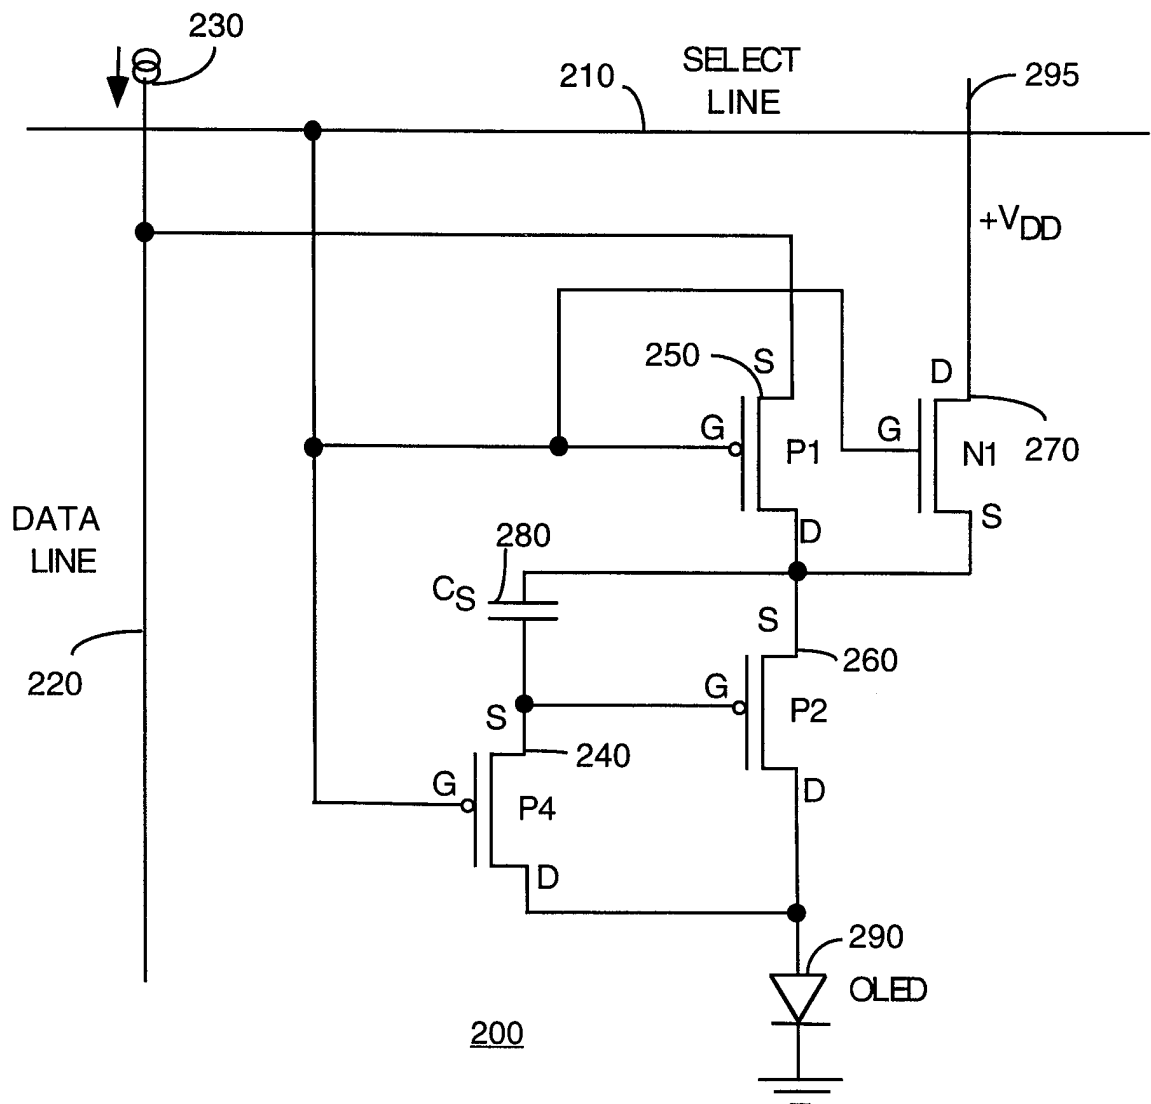 230
SELECT
LINE
210
295
+VDD
250
S
D
G
P1
G
N1
270
S
D
DATA
LINE
280
CS
S
260
220
G
P2
S
240
G
P4
D
D
290
OLED
200